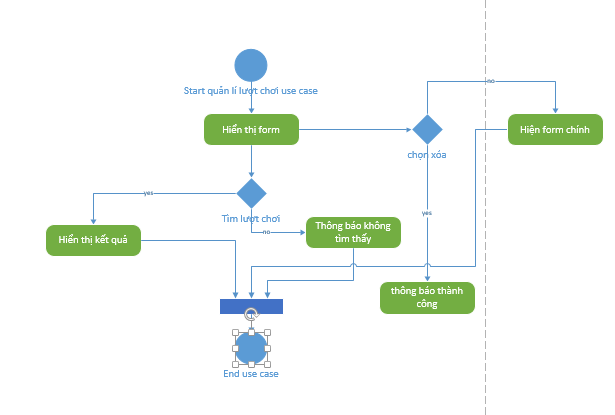 Start quản lí lượt chơi use case
no
Hiển thị form
Hiện form chính
chọn xóa
yes
Tìm lượt chơi
yes
no
Thông báo không
tìm thấy
Hiển thị kết quả
thông báo thành
công
End use case